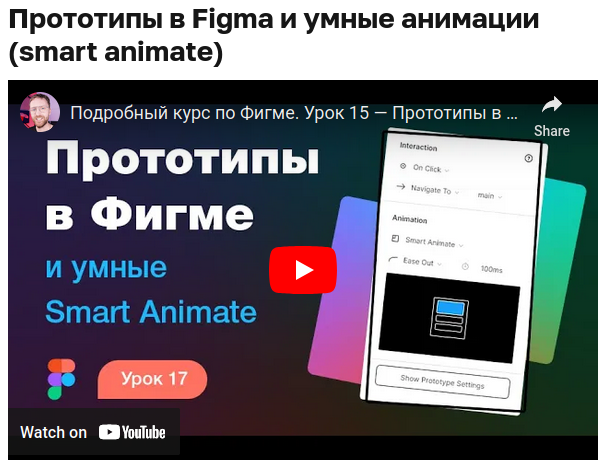 Прототипы в Figma и умные анимации
(smart animate)
Подробный курс по Фигме. Урок 15 — Прототипы в ...
Share
Прототипы
в Фигме
и умные
Smart Animate
Урок 17
Interaction
On Click
Navigate To
main
Animation
Smart Animate
Ease Out
100ms
Show Prototype Settings
Watch on YouTube